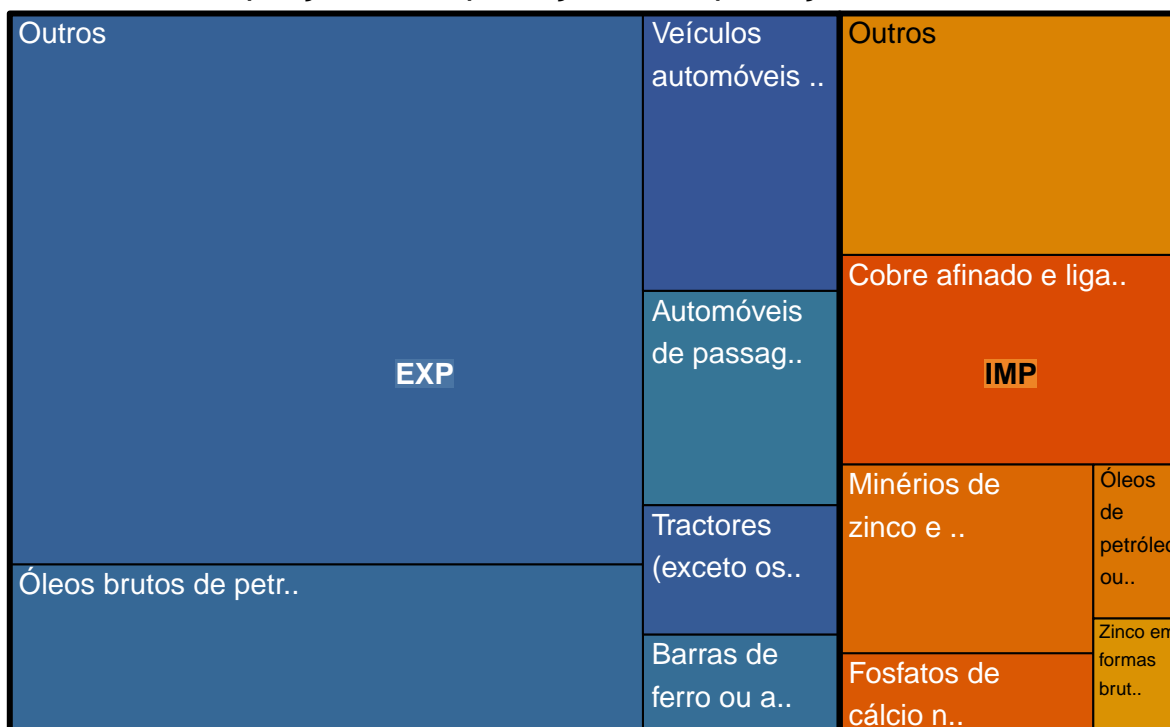 Outros
Veículos
automóveis ..
Automóveis
de passag..
EXP
Tractores
(exceto os..
Óleos brutos de petr..
Barras de
ferro ou a..
Outros
Cobre afinado e liga..
IMP
Minérios de
zinco e ..
Óleos
de
ou..
Fosfatos de
cálcio n..
Zinco em
formas
brut..